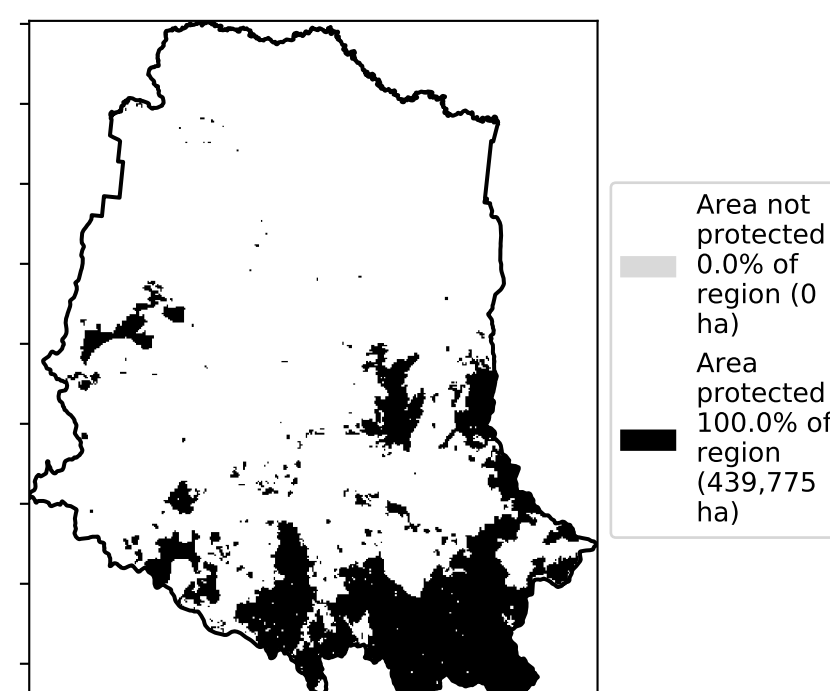 Area not
protected
0.0% of
region (0
ha)
Area
protected
100.0% of
region
(439,775
ha)